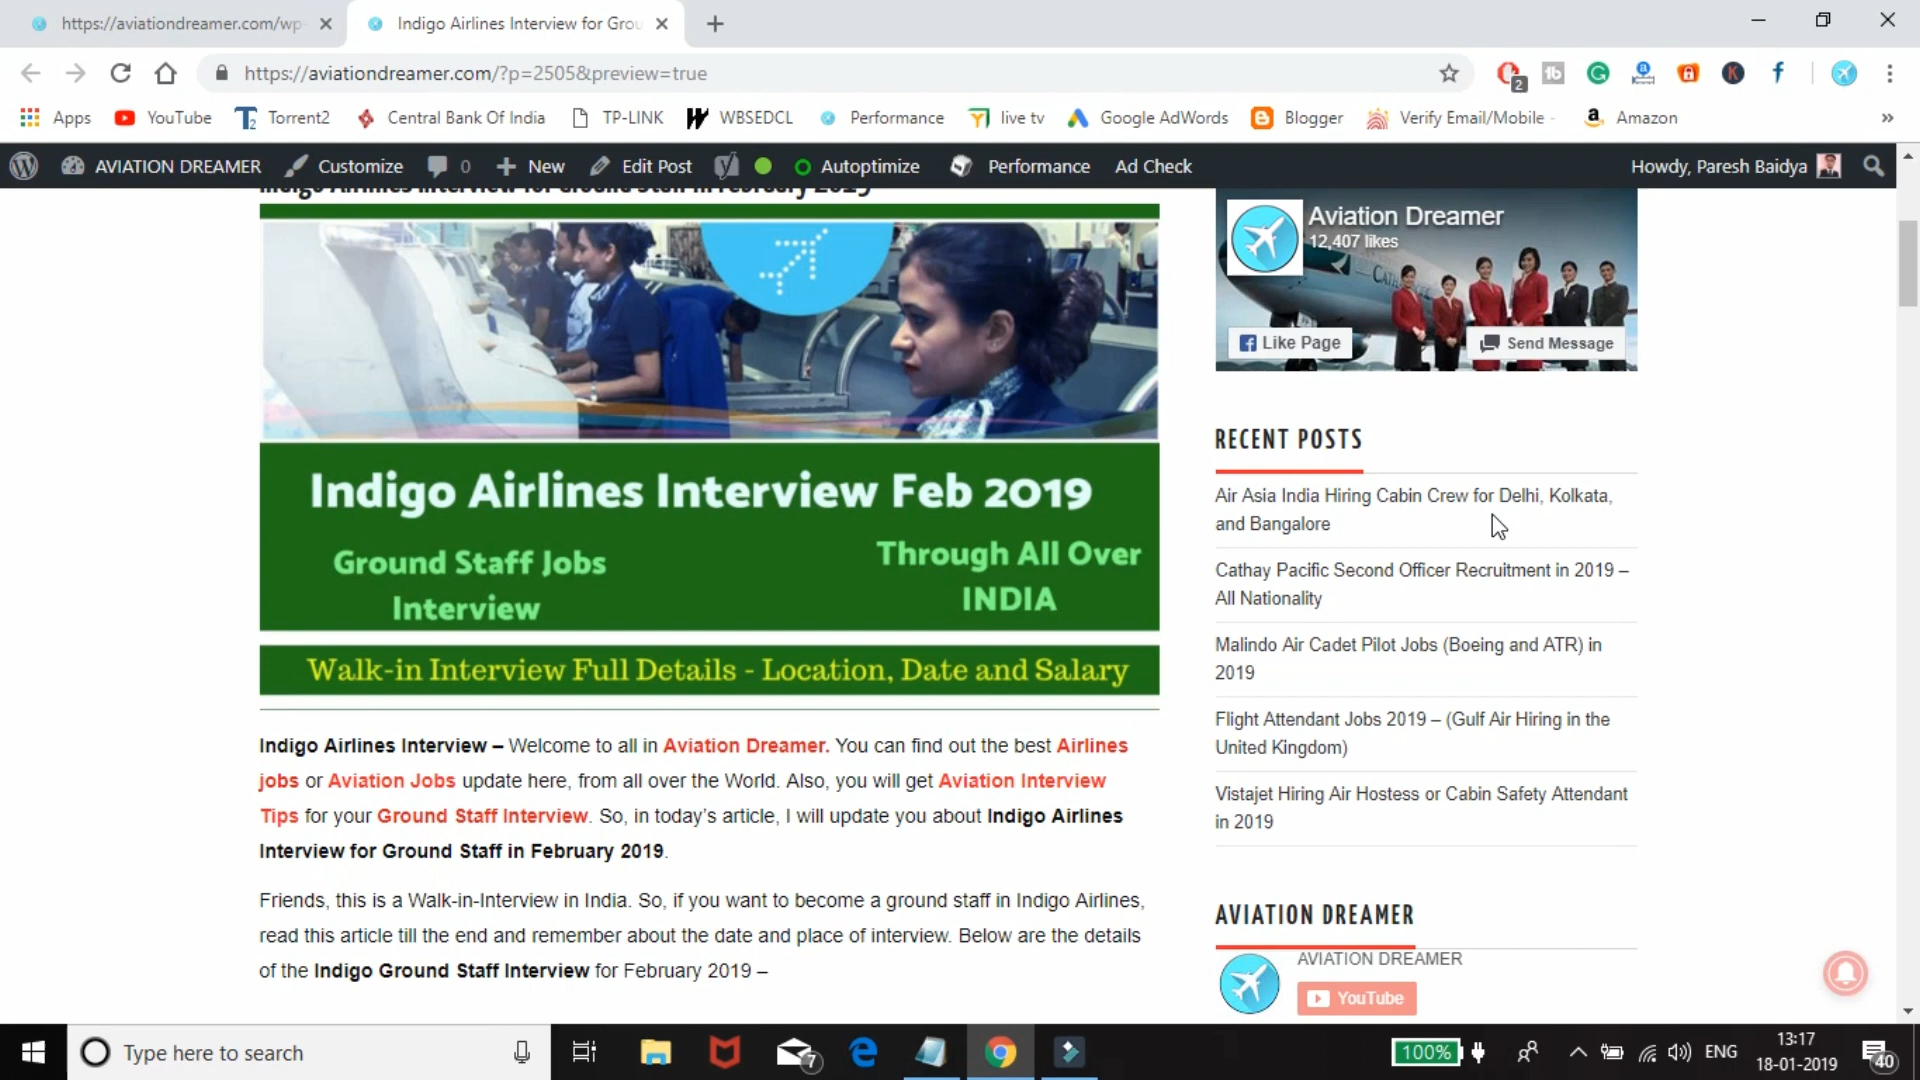 https://aviationdreamer.com/wp-
Indigo Airlines Interview for Grou
https://aviationdreamer.com/?p=2505&preview=true
2
Apps
YouTube
Torrent2
Central Bank Of India
TP-LINK
WBSEDCL
Performance
live tv
Google AdWords
Blogger
Verify Email/Mobile -
Amazon
»
AVIATION DREAMER
Customize
0
New
Edit Post
Autoptimize
Performance
Ad Check
Howdy, Paresh Baidya
Indigo Airlines Interview for Ground Staff in February 2019
Indigo Airlines Interview Feb 2019
Ground Staff Jobs
Interview
Through All Over
INDIA
Walk-in Interview Full Details - Location, Date and Salary
Indigo Airlines Interview – Welcome to all in Aviation Dreamer. You can find out the best Airlines
jobs or Aviation Jobs update here, from all over the World. Also, you will get Aviation Interview
Tips for your Ground Staff Interview. So, in today's article, I will update you about Indigo Airlines
Interview for Ground Staff in February 2019.
Friends, this is a Walk-in-Interview in India. So, if you want to become a ground staff in Indigo Airlines,
read this article till the end and remember about the date and place of interview. Below are the details
of the Indigo Ground Staff Interview for February 2019 –
Aviation Dreamer
12,407 likes
Like Page
Send Message
RECENT POSTS
Air Asia India Hiring Cabin Crew for Delhi, Kolkata,
and Bangalore
Cathay Pacific Second Officer Recruitment in 2019 –
All Nationality
Malindo Air Cadet Pilot Jobs (Boeing and ATR) in
2019
Flight Attendant Jobs 2019 – (Gulf Air Hiring in the
United Kingdom)
Vistajet Hiring Air Hostess or Cabin Safety Attendant
in 2019
AVIATION DREAMER
AVIATION DREAMER
YouTube
Type here to search
7
100%
ENG
13:17
18-01-2019
40